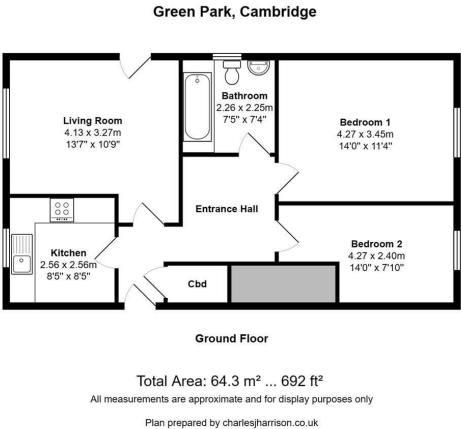 Green Park, Cambridge
Living Room
4.13 x 3.27m
13'7" x 10'9"
Bathroom
2.26 x 2.25m
7'5" x 7'4"
Bedroom 1
4.27 x 3.45m
14'0" x 11'4"
Entrance Hall
Kitchen
2.56 x 2.56m
8'5" x 8'5"
Bedroom 2
4.27 x 2.40m
14'0" x 7'10"
Cbd
Ground Floor
Total Area: 64.3 m² ... 692 ft²
All measurements are approximate and for display purposes only
Plan prepared by charlesjharrison.co.uk